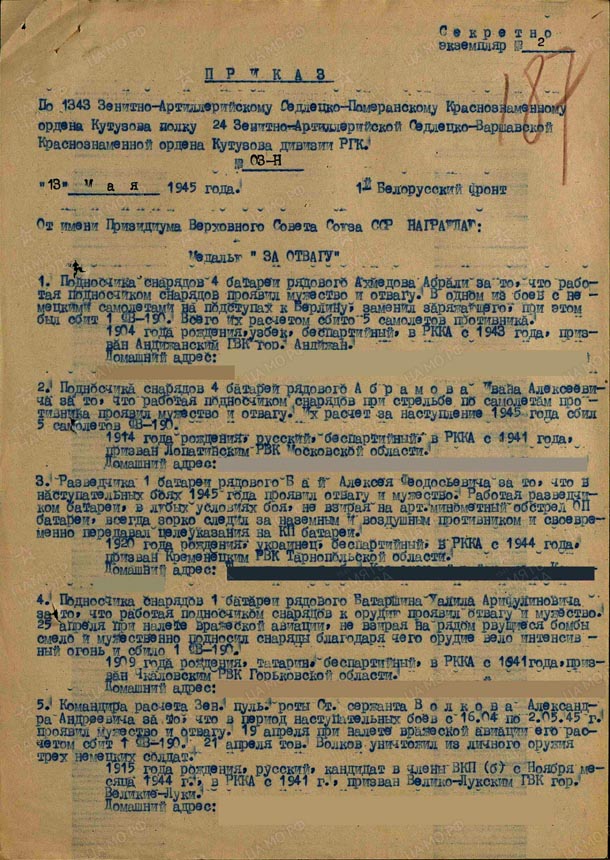 С е к р е т н о
экземпляр № 2
187
П Р И К А З
По 1343 Зенитно-Артиллерийскому Седлецко-Померанскому Краснознаменному
ордена Кутузова полку 24 Зенитно-Артиллерийской Седлецко-Варшавской
Краснознаменной ордена Кутузова дивизии РГК.
№ 03-Н
"13" м а я 1945 года. 1й Белорусский фронт
От имени Призидиума Верховного Совета Союза ССР НАГРАЖДАЮ:
Медалью " ЗА ОТВАГУ"
1. Подносчика снарядов 4 батареи рядового Ахмедова Абрали за то, что рабо-
тая подносчиком снарядов проявил мужество и отвагу. В одном из боев с не-
мецкими самолетами на подступах к Берлину, заменил заряжающего, при этом
был сбит 1 ФВ-190. Всего их расчетом сбито 5 самолетов противника.
1904 года рождения, узбек, беспартийный, в РККА с 1943 года, приз-
ван Андижанский ГВК гор. Андижан.
Домашний адрес:
2. Подносчика снарядов 4 батареи рядового А б р а м о в а Ивана Алексееви-
ча за то, что работая подносчиком снарядов при стрельбе по самолетам про-
тивника проявил мужество и отвагу. Их расчет за наступление 1945 года сбил
5 самолетов ФВ-190.
1914 года рождения, русский, беспартийный, в РККА с 1941 года,
призван Лопатинским РВК Московской области.
Домашний адрес:
3. Разведчика 1 батареи рядового Б а й Алексея Феодосьевича за то, что в
наступательных боях 1945 года проявил отвагу и мужество. Работая разведчи-
ком батареи, в любых условиях боя, не взирая на арт.минометный обстрел ОП
батареи, всегда зорко следил за наземным и воздушным противником и своевре-
менно передавал целеуказания на КП батареи.
1920 года рождения, украинец, беспартийный, в РККА с 1944 года,
призван Кременецким РВК Тарнопольской области.
Домашний адрес:
4. Подносчика снарядов 1 батареи рядового Батаршина Халила Арифулиновича
за то, что работая подносчиком снарядов к орудию проявил отвагу и мужество.
25 апреля при налете вражеской авиации, не взирая на рядом рвущиеся бомбы
смело и мужественно подносил снаряды благодаря чего орудие вело интенсив-
ный огонь и сбило 1 ФВ-190.
1909 года рождения, татарин, беспартийный, в РККА с 1941года, приз-
ван Чкаловским РВК Горьковской области.
Домашний адрес:
5. Командира расчета Зен. пуль. роты Ст. сержанта В о л к о в а Александ-
ра Андреевича за то, что в период наступательных боев с 16.04 по 2.05.45 г.
проявил мужество и отвагу. 19 апреля при налете вражеской авиации его рас-
четом сбит 1 ФВ-190. 21 апреля тов. Волков уничтожил из личного оружия
трех немецких солдат.
1915 года рождения, русский, кандидат в члены ВКП (б) с Ноября ме-
сяца 1944 г., в РККА с 1941 г., призван Велико-Лукским ГВК гор.
Великие-Луки.
Домашний адрес: